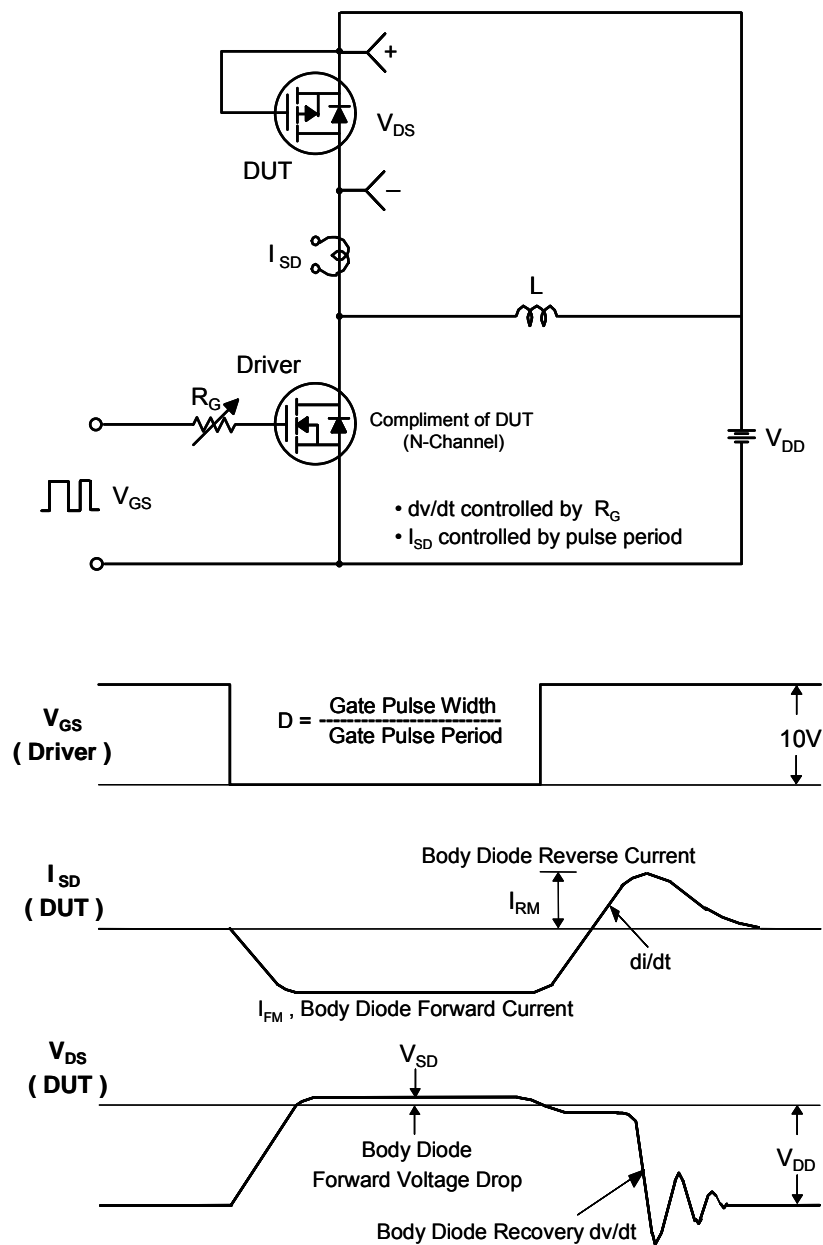 +
V_DS
DUT
–
I_SD
L
Driver
R_G
Compliment of DUT
(N-Channel)
V_DD
V_GS
• dv/dt controlled by R_G
• I_SD controlled by pulse period
V_GS
( Driver )
D = Gate Pulse Width
Gate Pulse Period
10V
Body Diode Reverse Current
I_SD
( DUT )
I_RM
di/dt
I_FM , Body Diode Forward Current
V_DS
( DUT )
V_SD
Body Diode
Forward Voltage Drop
V_DD
Body Diode Recovery dv/dt